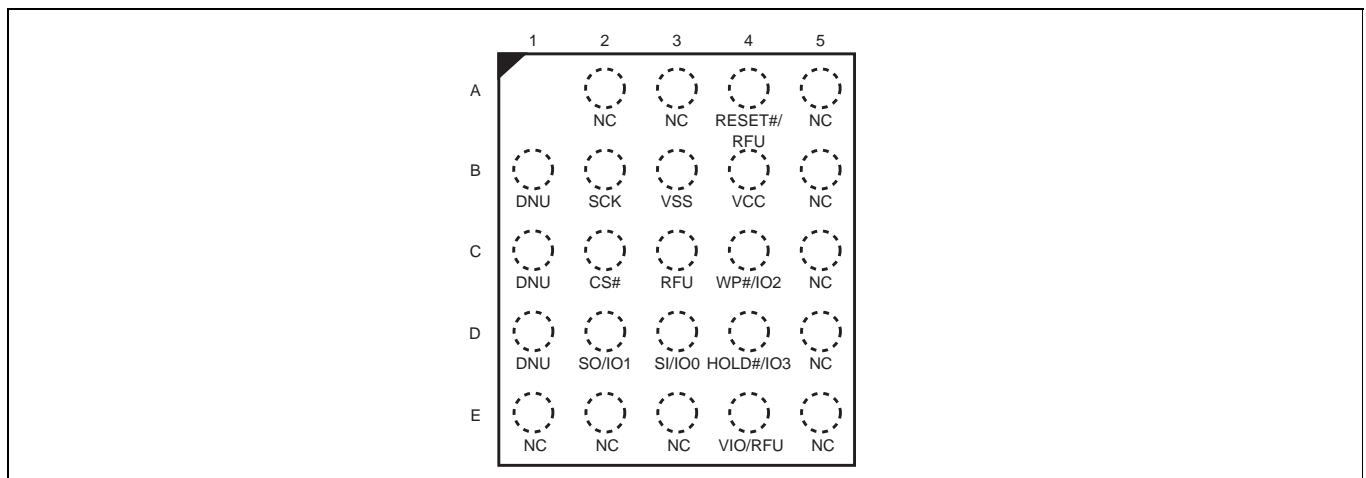 1 2 3 4 5
A
NC NC RESET#/ NC
RFU
B
DNU SCK VSS VCC NC
C
DNU CS# RFU WP#/IO2 NC
D
DNU SO/IO1 SI/IO0 HOLD#/IO3 NC
E
NC NC NC VIO/RFU NC